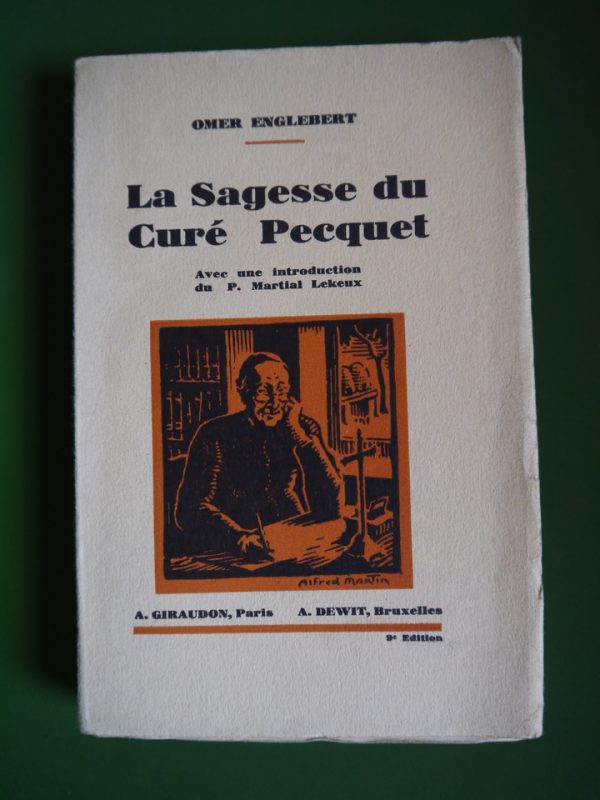 OMER ENGLEBERT
La Sagesse du
Curé Pecquet
Avec une introduction
du P. Martial Lekeux
Alfred Martin
A. GIRAUDON, Paris A. DEWIT, Bruxelles
9e Edition